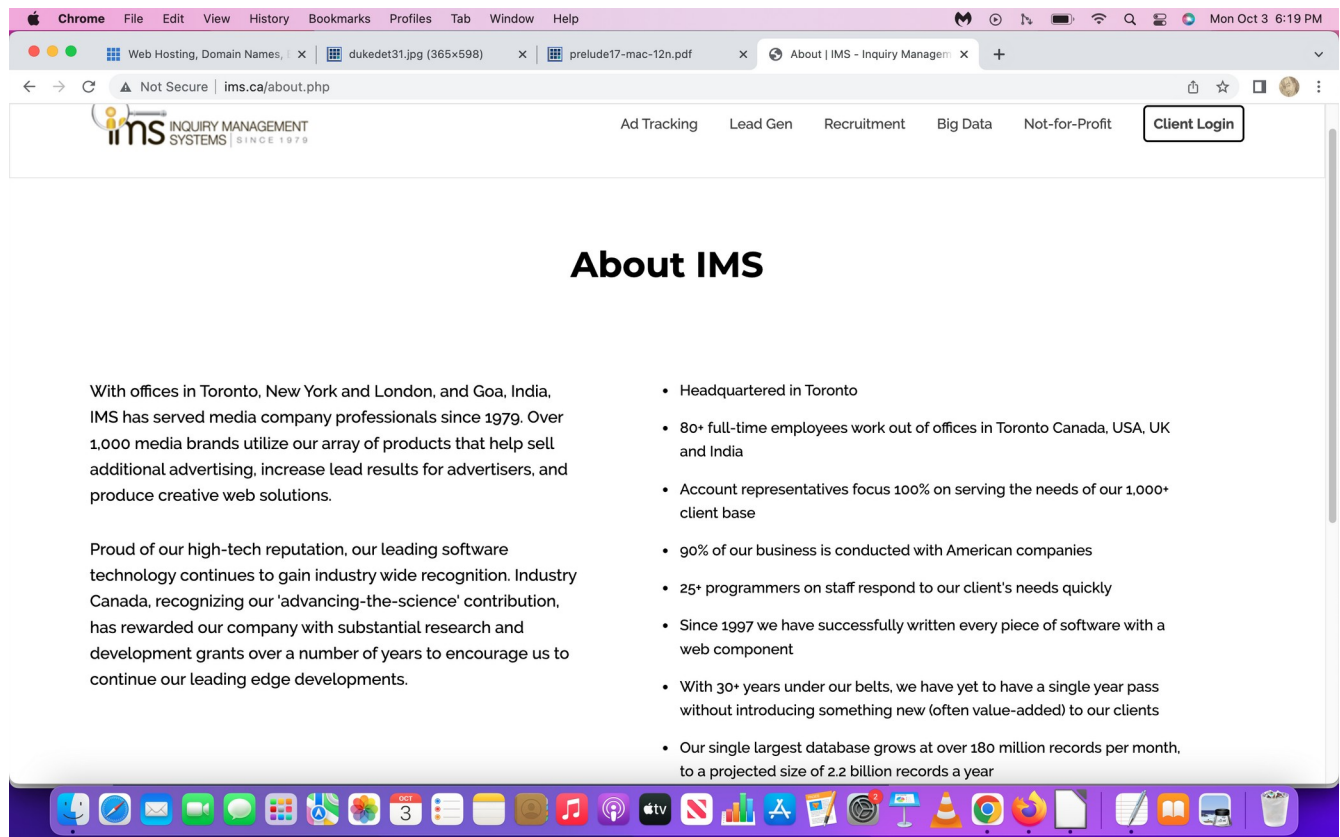 Chrome File Edit View History Bookmarks Profiles Tab Window Help Mon Oct 3 6:19 PM
Web Hosting, Domain Names, dukedet31.jpg (365×598) prelude17-mac-12n.pdf About | IMS - Inquiry Managem
Not Secure ims.ca/about.php
ims INQUIRY MANAGEMENT
SYSTEMS | SINCE 1979
Ad Tracking Lead Gen Recruitment Big Data Not-for-Profit Client Login
About IMS
With offices in Toronto, New York and London, and Goa, India,
IMS has served media company professionals since 1979. Over
1,000 media brands utilize our array of products that help sell
additional advertising, increase lead results for advertisers, and
produce creative web solutions.
Proud of our high-tech reputation, our leading software
technology continues to gain industry wide recognition. Industry
Canada, recognizing our 'advancing-the-science' contribution,
has rewarded our company with substantial research and
development grants over a number of years to encourage us to
continue our leading edge developments.
• Headquartered in Toronto
• 80+ full-time employees work out of offices in Toronto Canada, USA, UK
and India
• Account representatives focus 100% on serving the needs of our 1,000+
client base
• 90% of our business is conducted with American companies
• 25+ programmers on staff respond to our client's needs quickly
• Since 1997 we have successfully written every piece of software with a
web component
• With 30+ years under our belts, we have yet to have a single year pass
without introducing something new (often value-added) to our clients
• Our single largest database grows at over 180 million records per month,
to a projected size of 2.2 billion records a year
OCT
3
tv
2